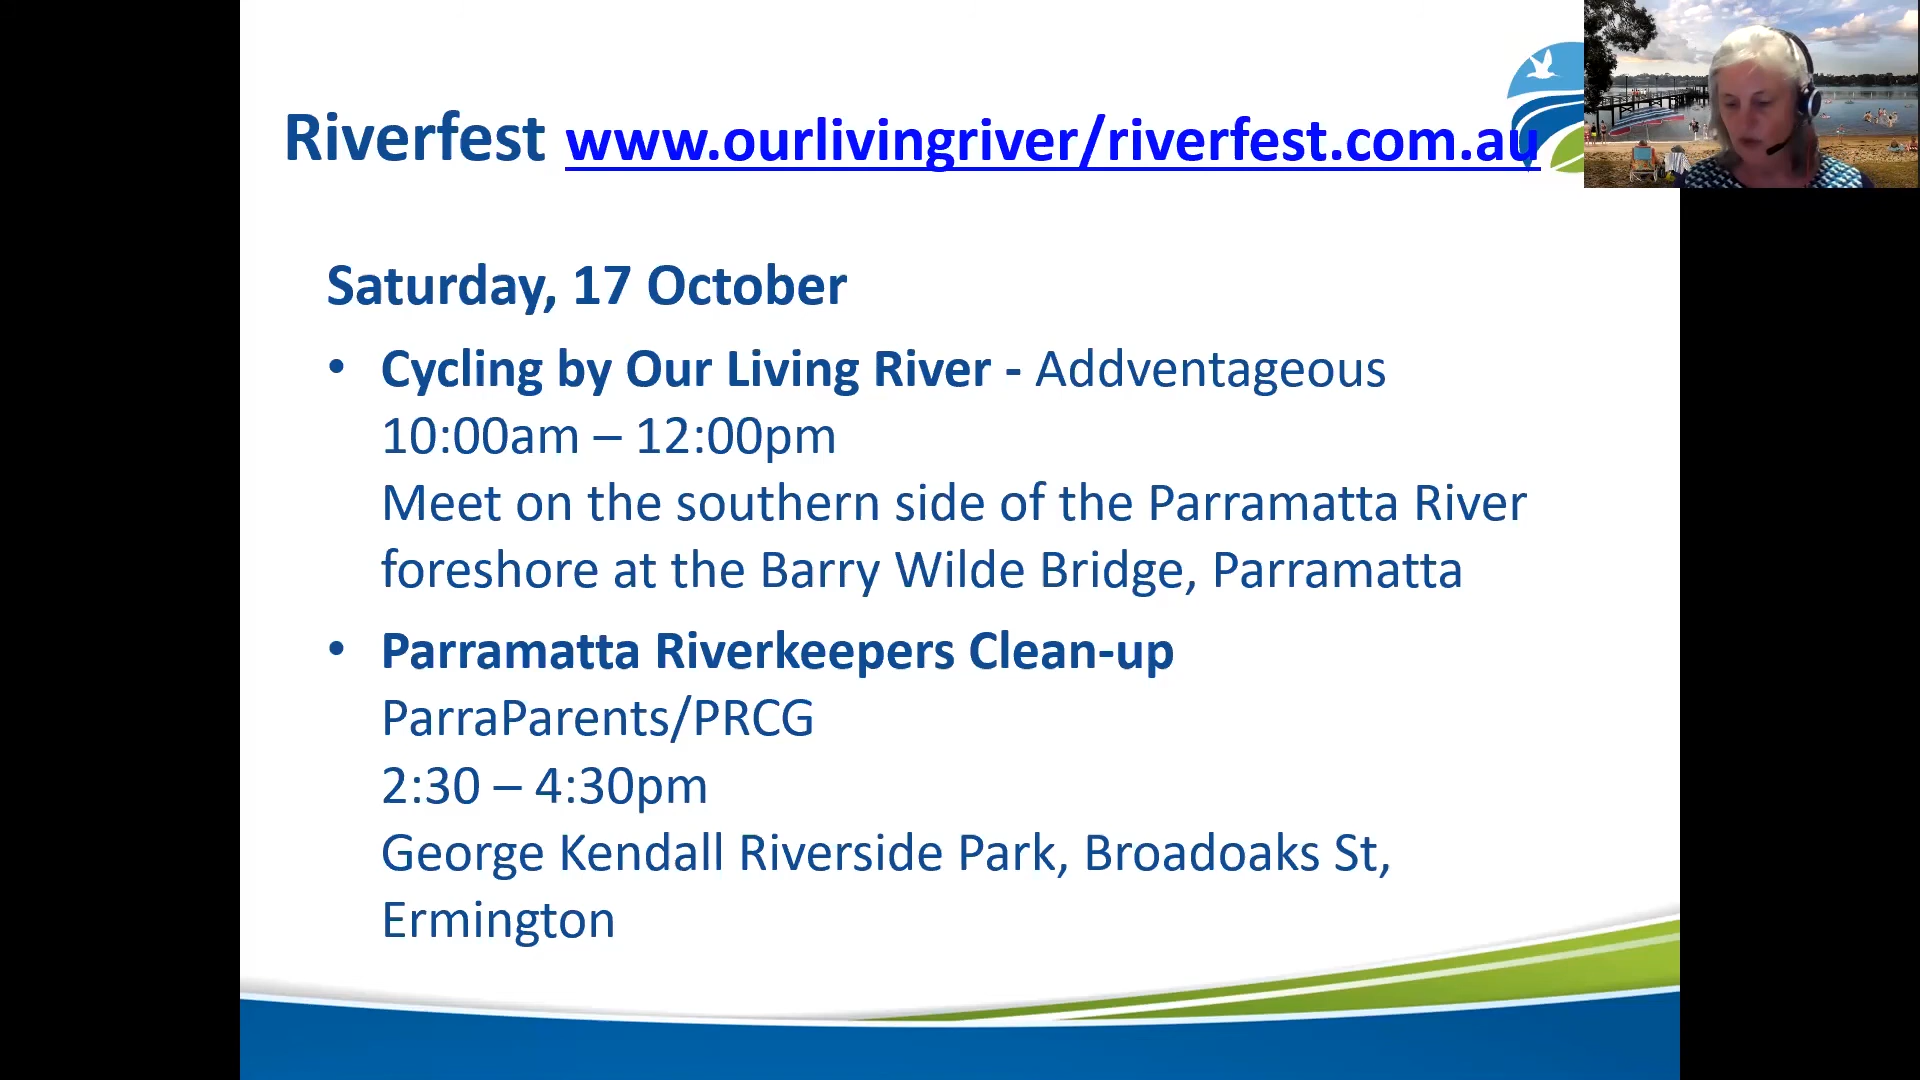 Riverfest www.ourlivingriver/riverfest.com.au
Saturday, 17 October
• Cycling by Our Living River - Addventageous
10:00am – 12:00pm
Meet on the southern side of the Parramatta River
foreshore at the Barry Wilde Bridge, Parramatta
• Parramatta Riverkeepers Clean-up
ParraParents/PRCG
2:30 – 4:30pm
George Kendall Riverside Park, Broadoaks St,
Ermington